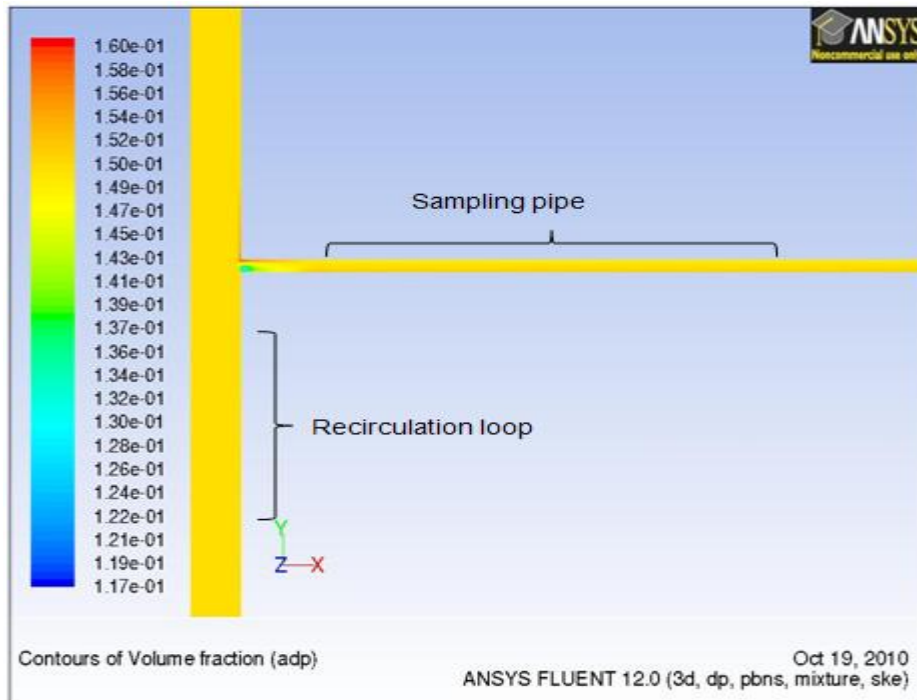 ANSYS
Noncommercial use only
1.60e-01
1.58e-01
1.56e-01
1.54e-01
1.52e-01
1.50e-01
1.49e-01
1.47e-01
1.45e-01
1.43e-01
1.41e-01
1.39e-01
1.37e-01
1.36e-01
1.34e-01
1.32e-01
1.30e-01
1.28e-01
1.26e-01
1.24e-01
1.22e-01
1.21e-01
1.19e-01
1.17e-01
Sampling pipe
Recirculation loop
Y
Z X
Contours of Volume fraction (adp)
Oct 19, 2010
ANSYS FLUENT 12.0 (3d, dp, pbns, mixture, ske)